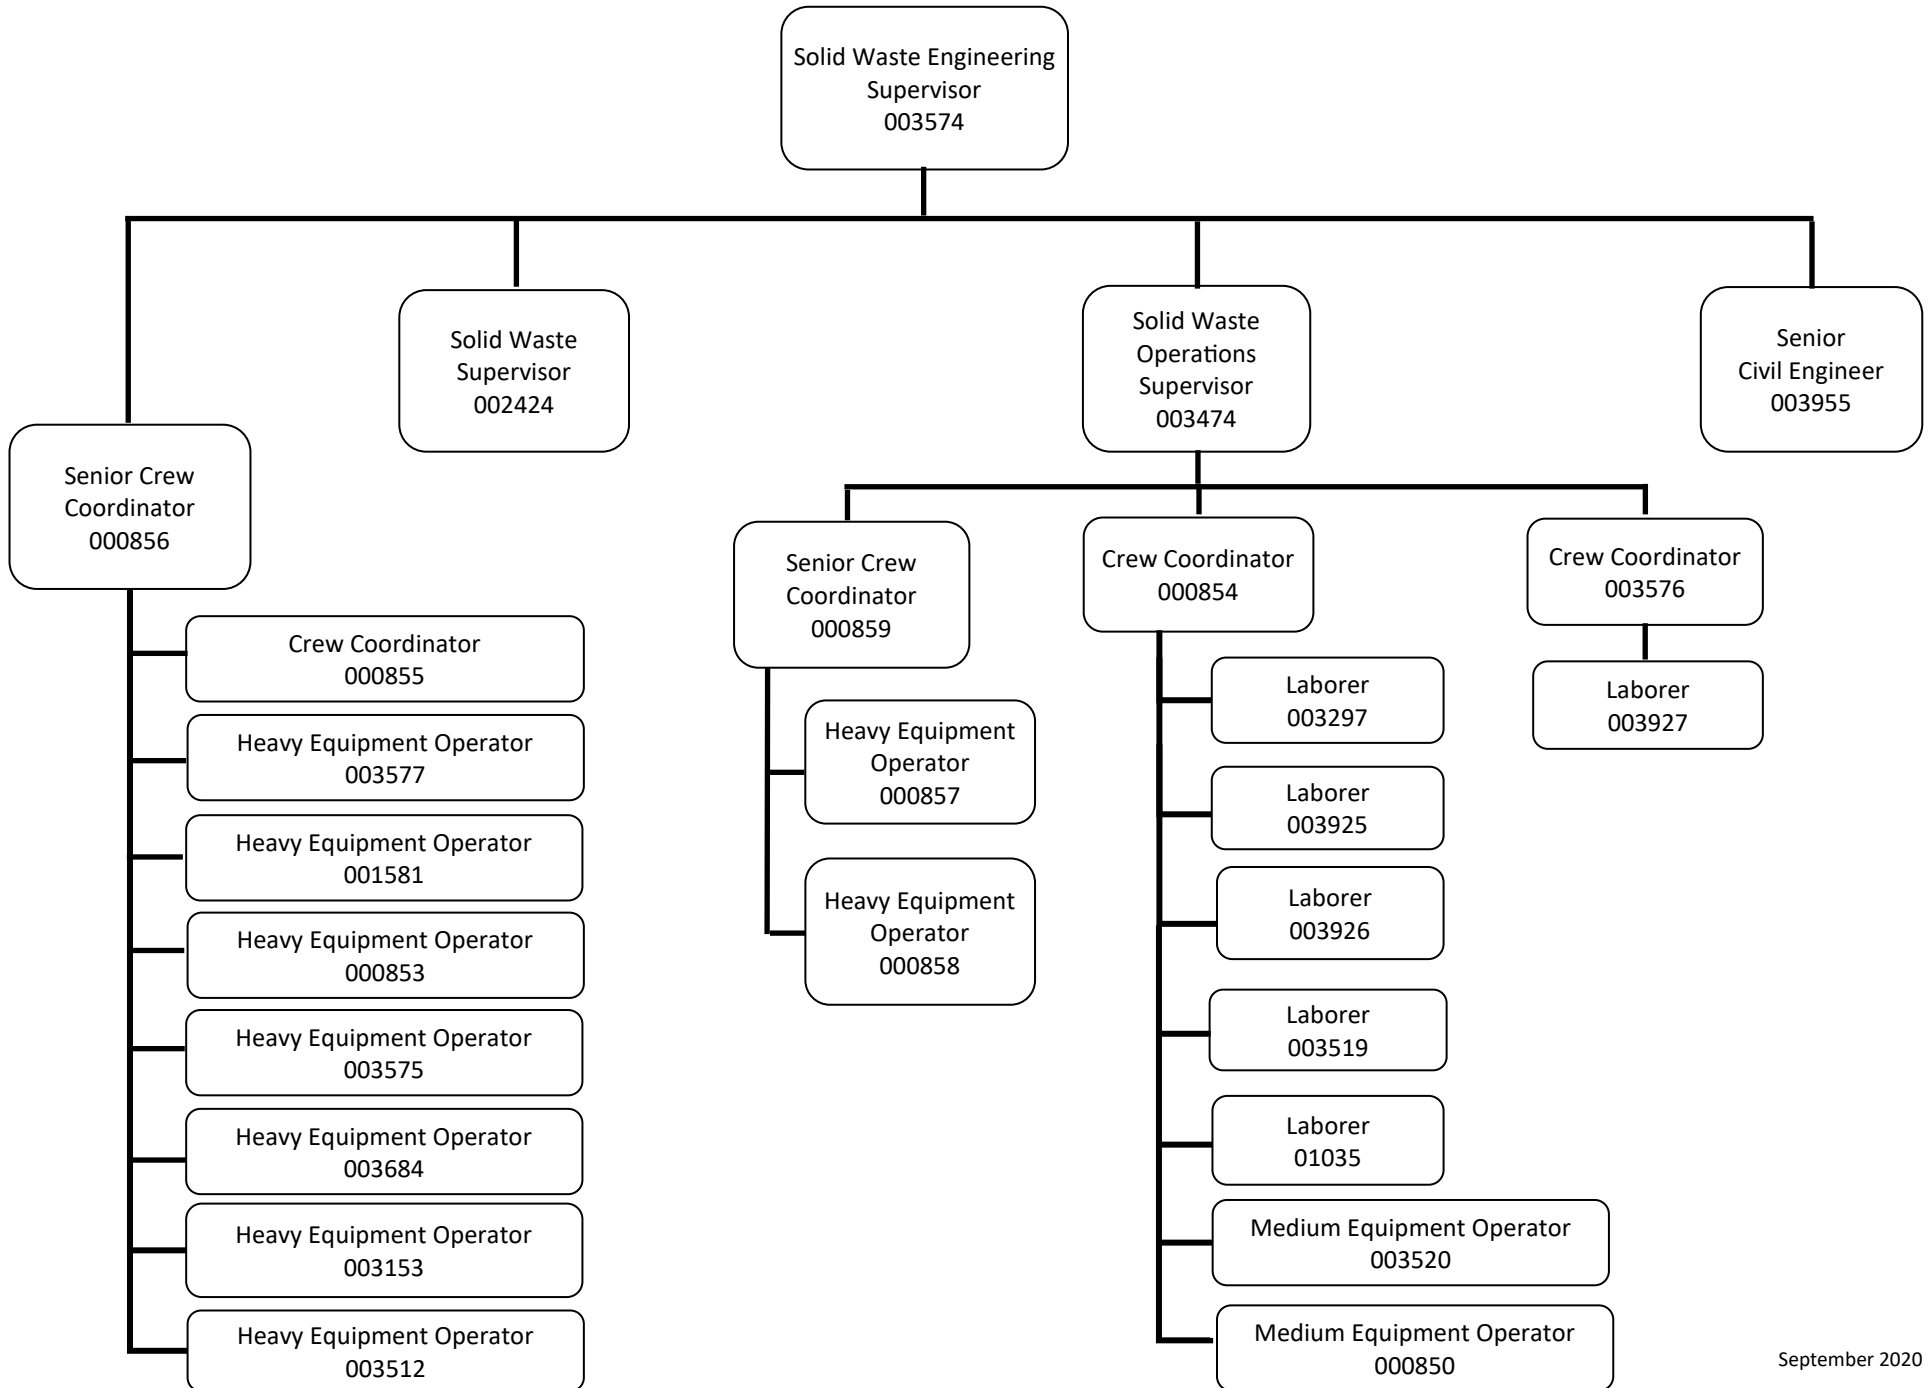 Solid Waste Engineering
Supervisor
003574
Solid Waste
Supervisor
002424
Solid Waste
Operations
Supervisor
003474
Senior
Civil Engineer
003955
Senior Crew
Coordinator
000856
Crew Coordinator
000855
Heavy Equipment Operator
003577
Heavy Equipment Operator
001581
Heavy Equipment Operator
000853
Heavy Equipment Operator
003575
Heavy Equipment Operator
003684
Heavy Equipment Operator
003153
Heavy Equipment Operator
003512
Senior Crew
Coordinator
000859
Heavy Equipment
Operator
000857
Heavy Equipment
Operator
000858
Crew Coordinator
000854
Laborer
003297
Laborer
003925
Laborer
003926
Laborer
003519
Laborer
01035
Medium Equipment Operator
003520
Medium Equipment Operator
000850
Crew Coordinator
003576
Laborer
003927
September 2020